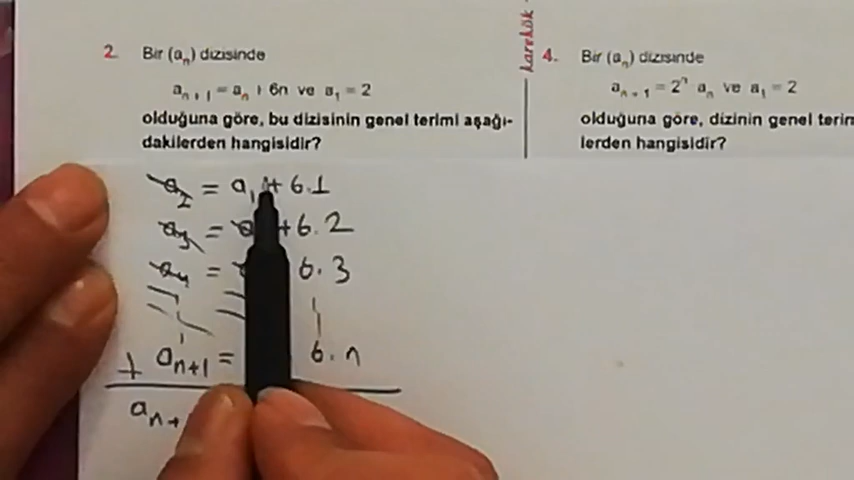 2. Bir (aₙ) dizisinde
aₙ₊₁ = aₙ + 6n ve a₁ = 2
olduğuna göre, bu dizisinin genel terimi aşağı-
dakilerden hangisidir?
a₂ = a₁ + 6.1
a₃ = + 6.2
a₄ = 6.3
+ aₙ₊₁ = 6.n
aₙ₊
karekök
4. Bir (aₙ) dizisinde
aₙ₊₁ = 2ⁿ aₙ ve a₁ = 2
olduğuna göre, dizinin genel terim
lerden hangisidir?